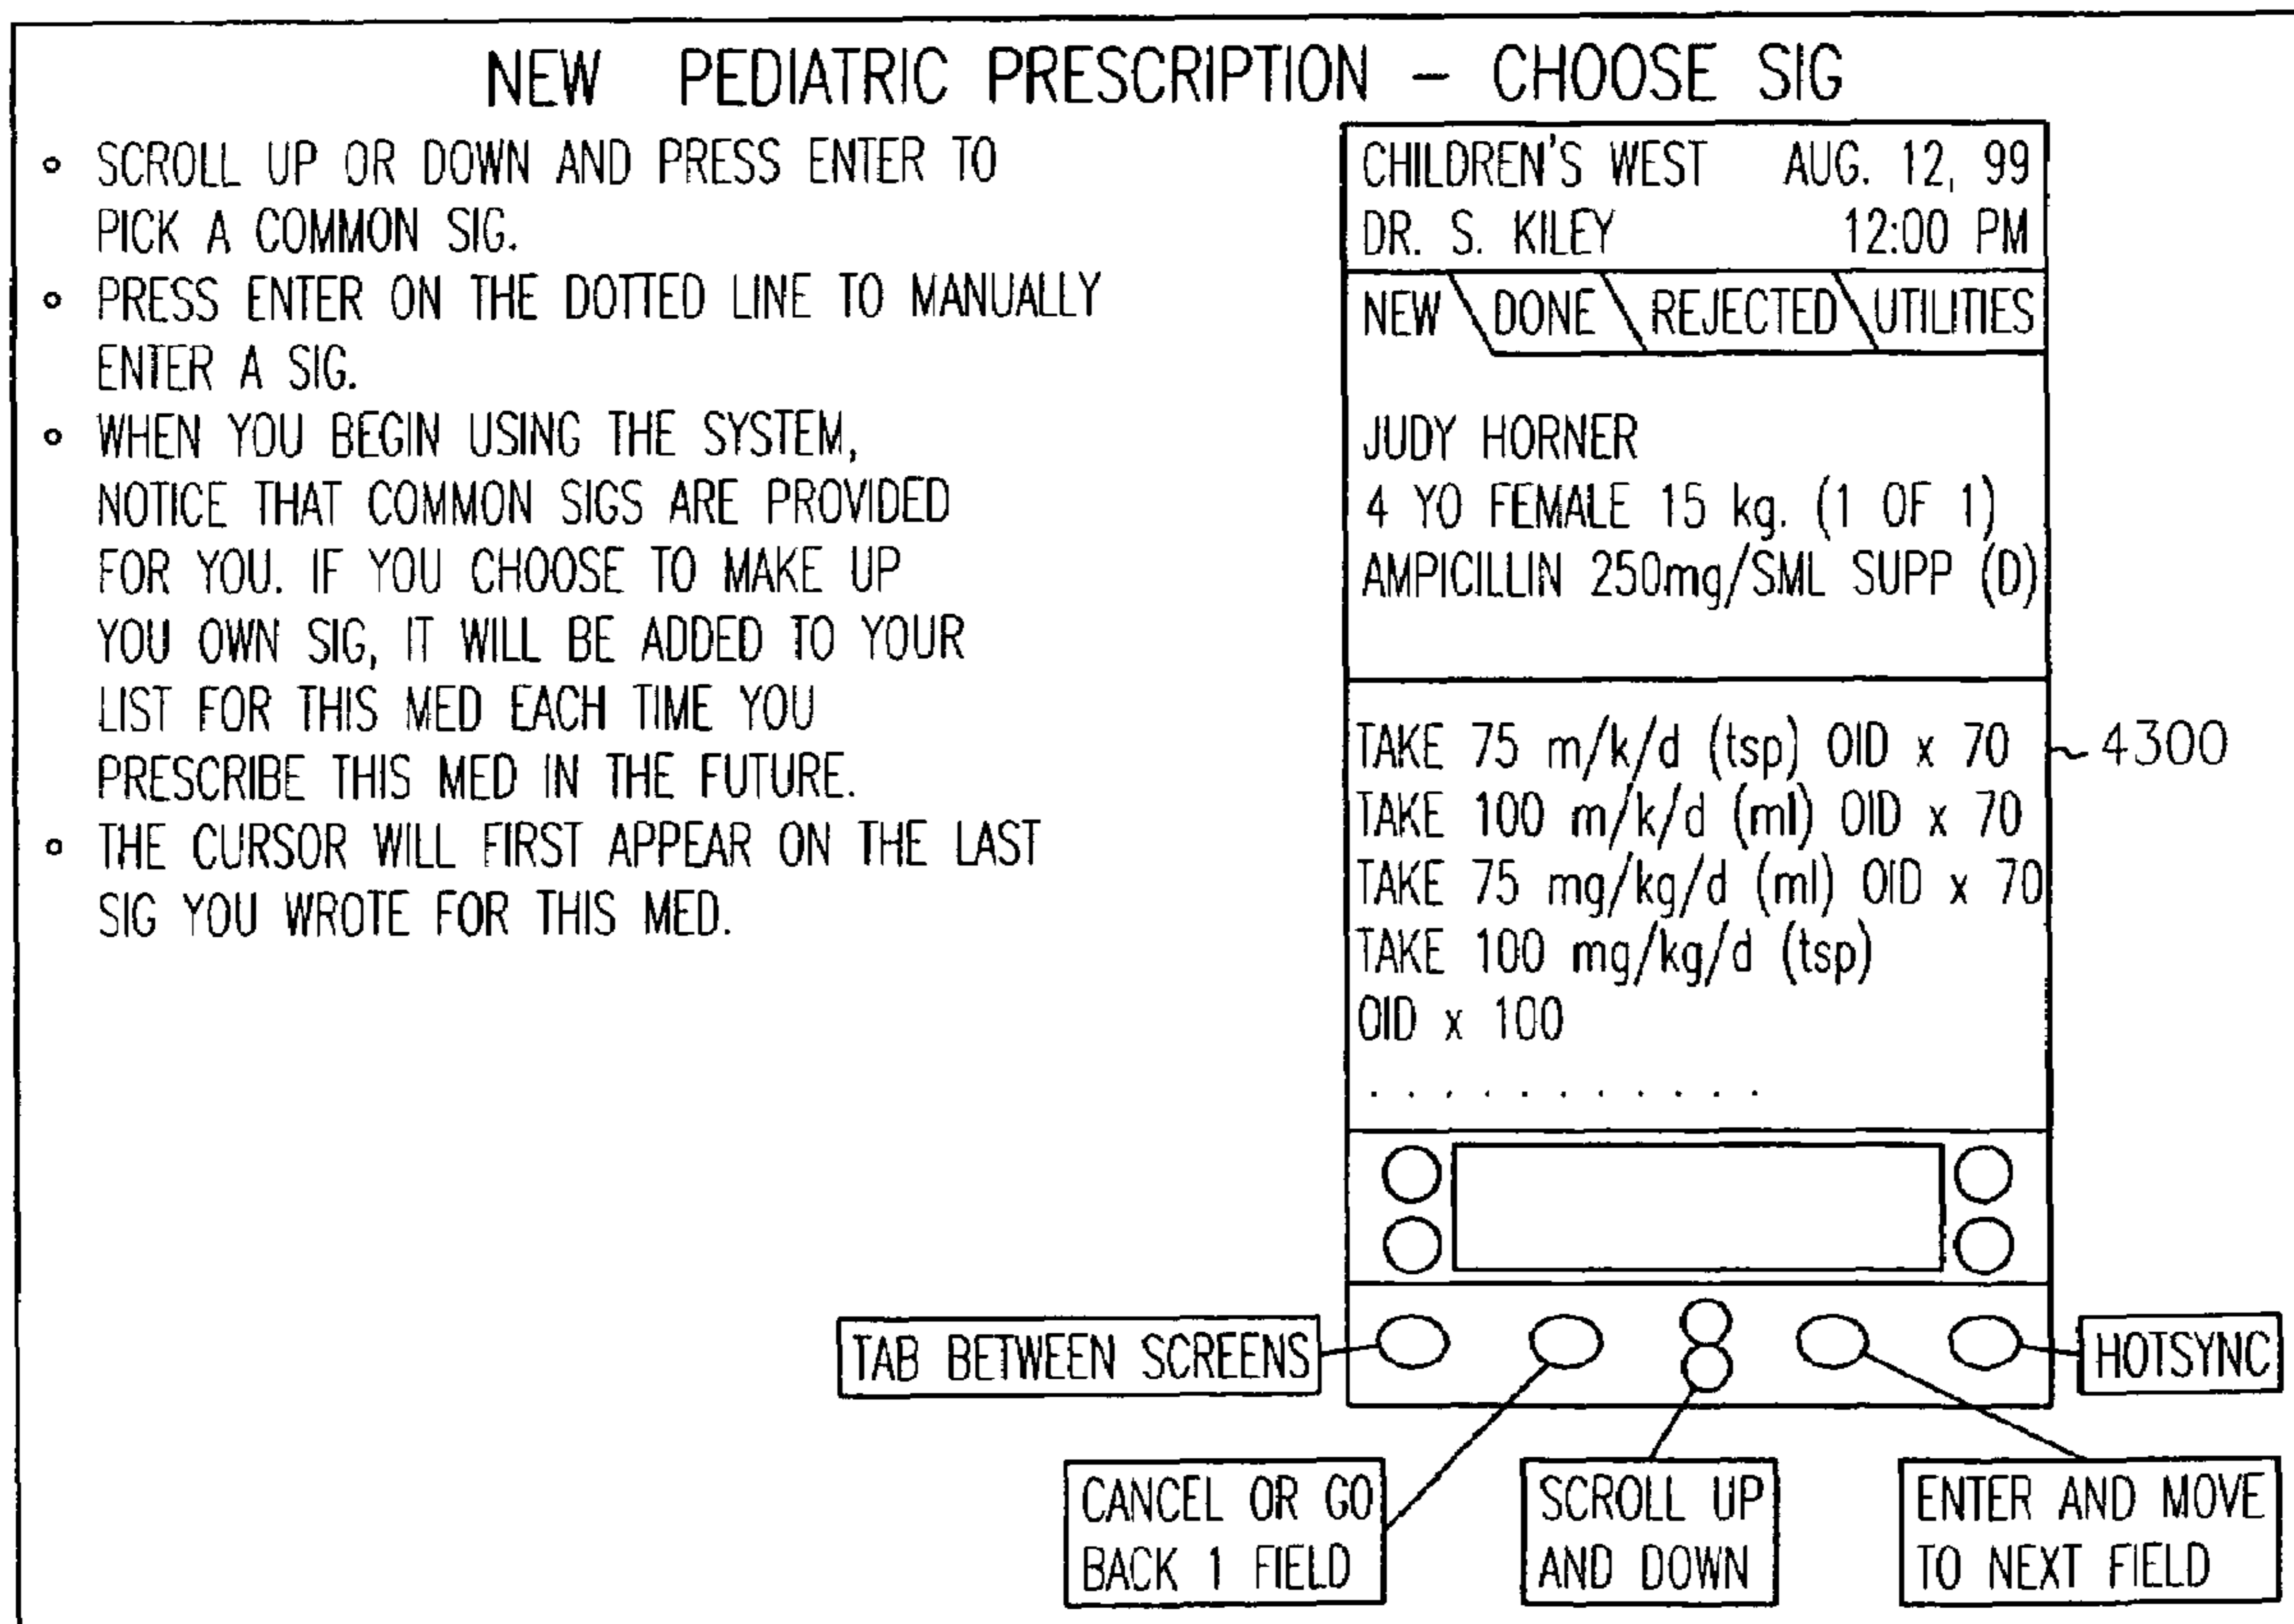 NEW PEDIATRIC PRESCRIPTION – CHOOSE SIG
∘ SCROLL UP OR DOWN AND PRESS ENTER TO
PICK A COMMON SIG.
∘ PRESS ENTER ON THE DOTTED LINE TO MANUALLY
ENTER A SIG.
∘ WHEN YOU BEGIN USING THE SYSTEM,
NOTICE THAT COMMON SIGS ARE PROVIDED
FOR YOU. IF YOU CHOOSE TO MAKE UP
YOU OWN SIG, IT WILL BE ADDED TO YOUR
LIST FOR THIS MED EACH TIME YOU
PRESCRIBE THIS MED IN THE FUTURE.
∘ THE CURSOR WILL FIRST APPEAR ON THE LAST
SIG YOU WROTE FOR THIS MED.
CHILDREN'S WEST AUG. 12, 99
DR. S. KILEY 12:00 PM
NEW DONE REJECTED UTILITIES
JUDY HORNER
4 YO FEMALE 15 kg. (1 OF 1)
AMPICILLIN 250mg/SML SUPP (D)
TAKE 75 m/k/d (tsp) OID x 70
4300
TAKE 100 m/k/d (ml) OID x 70
TAKE 75 mg/kg/d (ml) OID x 70
TAKE 100 mg/kg/d (tsp)
OID x 100
. . . . . . . . . . .
TAB BETWEEN SCREENS
HOTSYNC
CANCEL OR GO
BACK 1 FIELD
SCROLL UP
AND DOWN
ENTER AND MOVE
TO NEXT FIELD